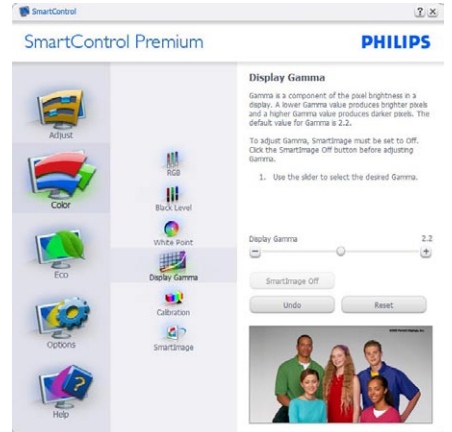 SmartControl
SmartControl Premium
PHILIPS
Adjust
Color
Eco
Options
Help
RGB
Black Level
White Point
Display Gamma
Calibration
SmartImage
Display Gamma
Gamma is a component of the pixel brightness in a
display. A lower Gamma value produces brighter pixels
and a higher Gamma value produces darker pixels. The
default value for Gamma is 2.2.
To adjust Gamma, SmartImage must be set to Off.
Click the SmartImage Off button before adjusting
Gamma.
1. Use the slider to select the desired Gamma.
Display Gamma 2.2
SmartImage Off
Undo Reset